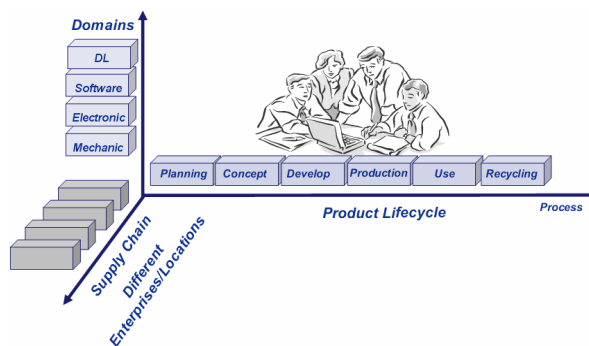 Domains
DL
Software
Electronic
Mechanic
Planning
Concept
Develop
Production
Use
Recycling
Product Lifecycle
Process
Supply Chain
Different
Enterprises/Locations